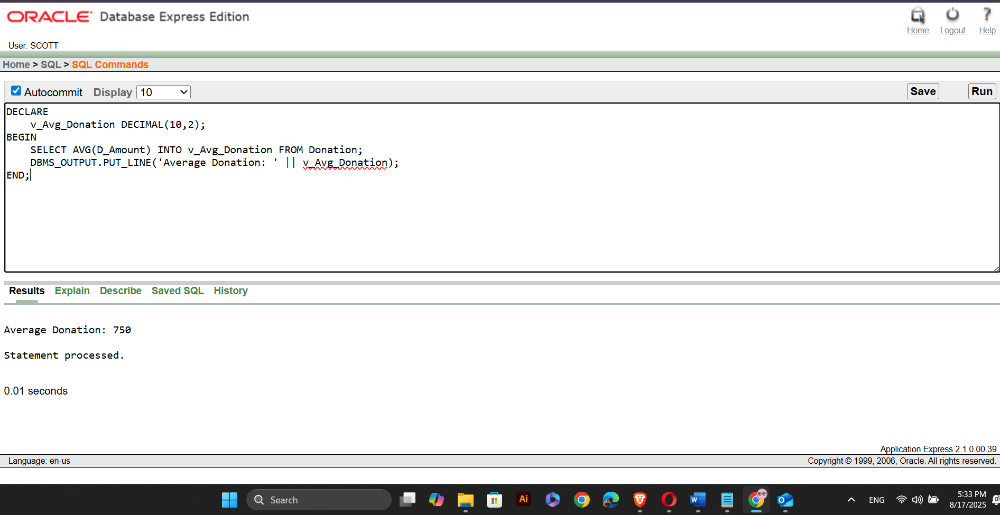 ORACLE Database Express Edition
Home Logout Help
User: SCOTT
Home > SQL > SQL Commands
Autocommit Display 10 Save Run
DECLARE
v_Avg_Donation DECIMAL(10,2);
BEGIN
SELECT AVG(D_Amount) INTO v_Avg_Donation FROM Donation;
DBMS_OUTPUT.PUT_LINE('Average Donation: ' || v_Avg_Donation);
END;
Results Explain Describe Saved SQL History
Average Donation: 750
Statement processed.
0.01 seconds
Application Express 2.1.0.00.39
Language: en-us Copyright © 1999, 2006, Oracle. All rights reserved.
Search Ai W O ENG 5:33 PM
8/17/2025